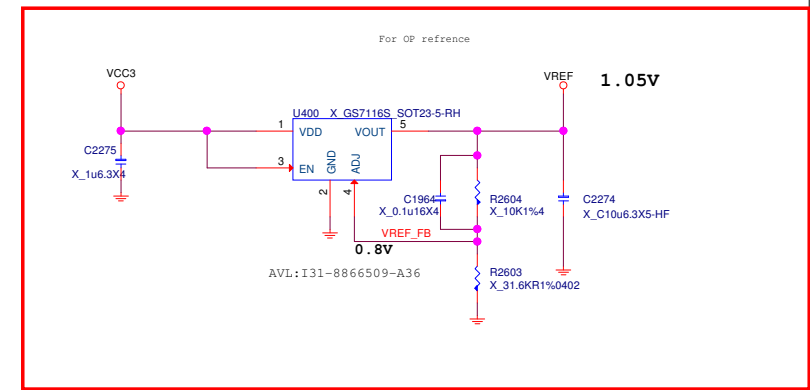 For OP refrence
VCC3
VREF
1.05V
U400 X_GS7116S_SOT23-5-RH
1
VDD
VOUT
5
C2275
X_1u6.3X4
3
EN
GND
ADJ
2
4
C1964
X_0.1u16X4
R2604
X_10K1%4
C2274
X_C10u6.3X5-HF
VREF_FB
0.8V
AVL:I31-8866509-A36
R2603
X_31.6KR1%0402